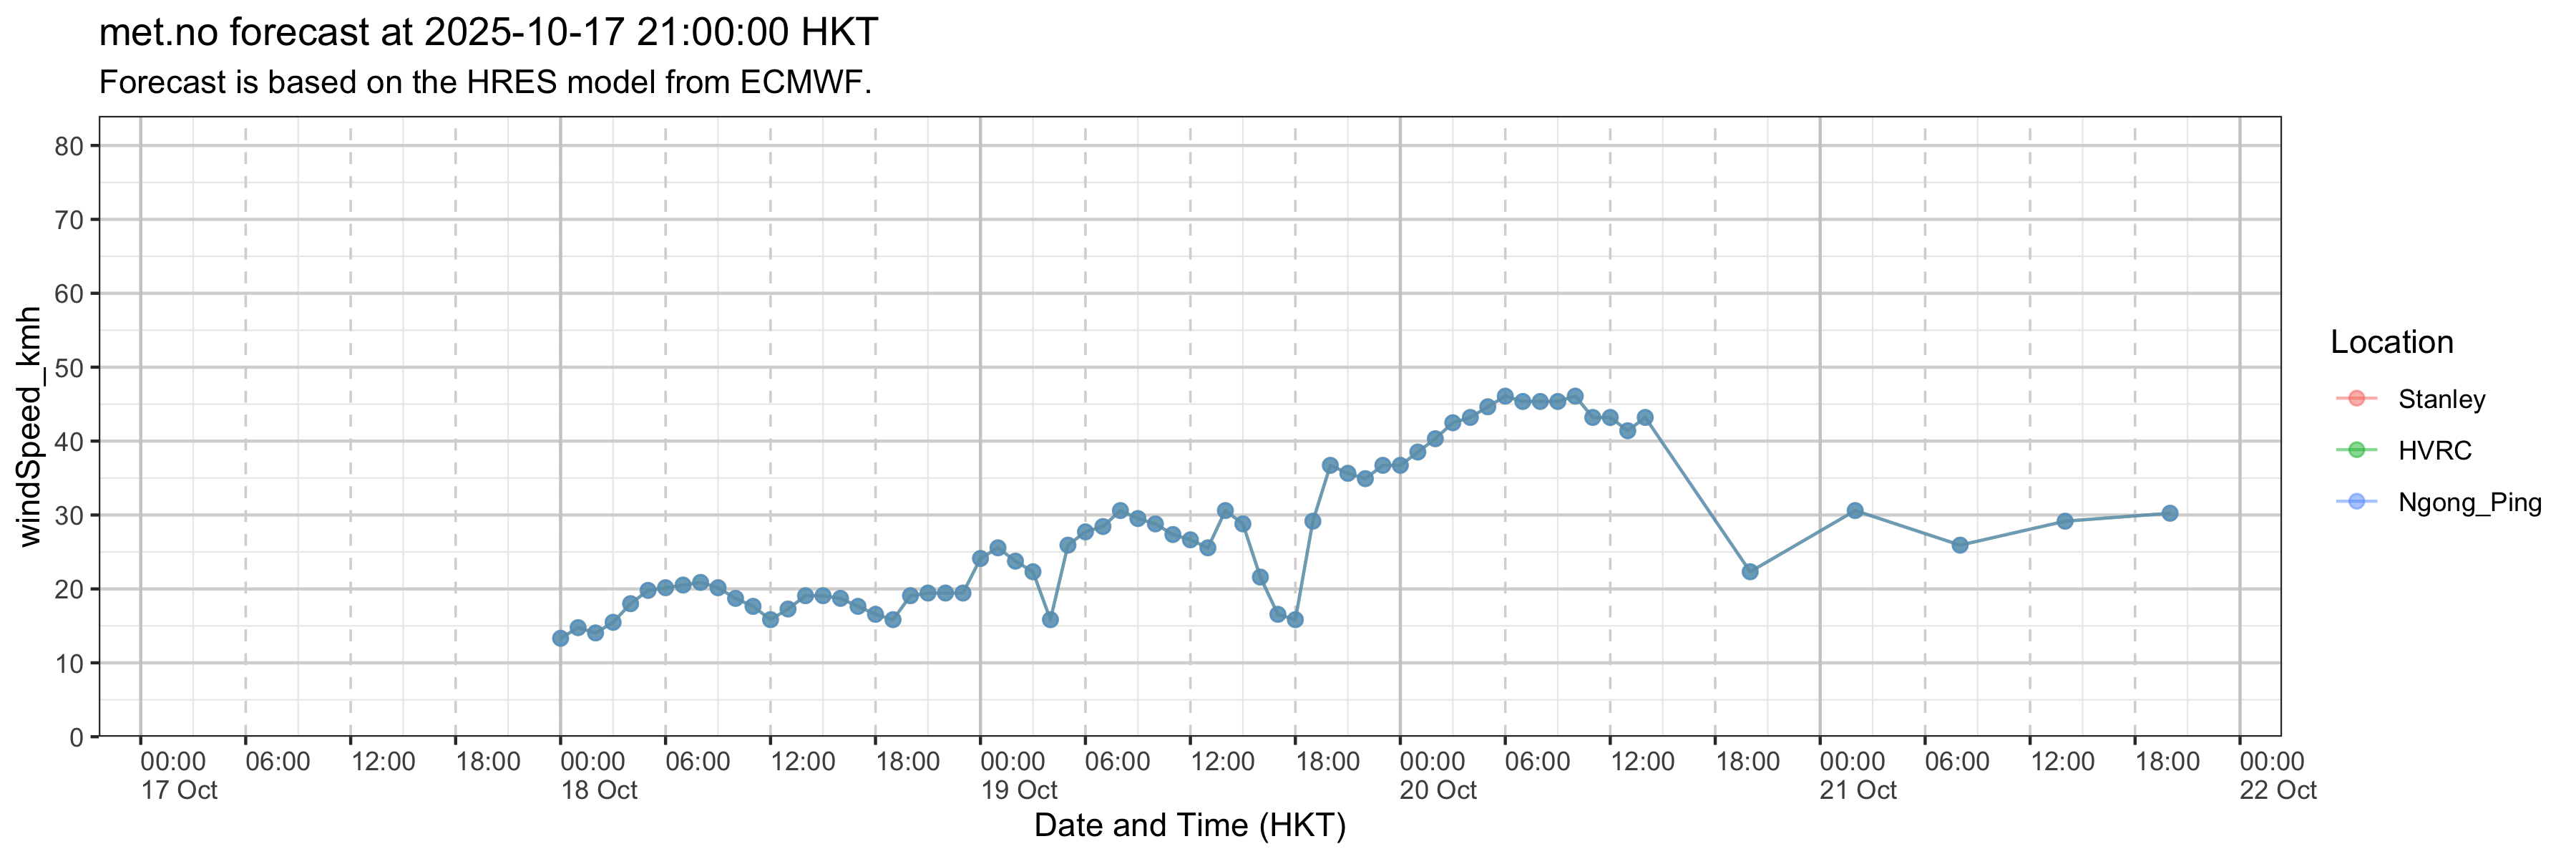 met.no forecast at 2025-10-17 21:00:00 HKT
Forecast is based on the HRES model from ECMWF.
windSpeed_kmh
80
70
60
50
40
30
20
10
0
00:00 06:00 12:00 18:00 00:00 06:00 12:00 18:00 00:00 06:00 12:00 18:00 00:00 06:00 12:00 18:00 00:00 06:00 12:00 18:00 00:00
17 Oct 18 Oct 19 Oct 20 Oct 21 Oct 22 Oct
Date and Time (HKT)
Location
Stanley
HVRC
Ngong_Ping